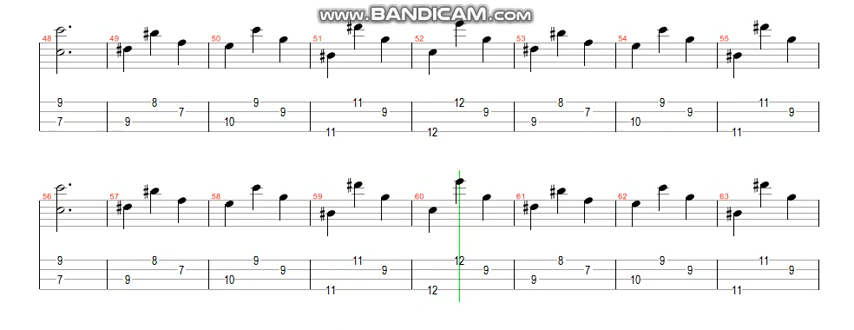 WWW.BANDICAM.COM
48 49 50 51 52 53 54 55
9 8 9 11 12 8 9 11
7 9 9 9 7 9 9
7 9 10 9 10
11 12 11
56 57 58 59 60 61 62 63
9 8 9 11 12 8 9 11
7 7 9 9 9 7 9 9
9 10 9 10
11 12 11